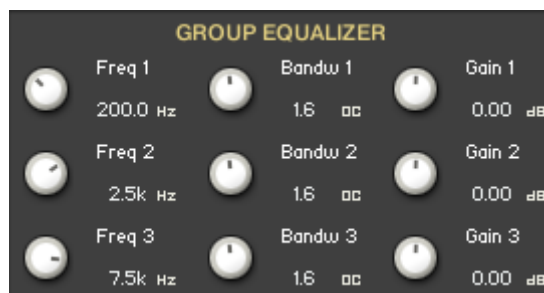 GROUP EQUALIZER
Freq 1 Bandw 1 Gain 1
200.0 Hz 1.6 OC 0.00 dB
Freq 2 Bandw 2 Gain 2
2.5k Hz 1.6 OC 0.00 dB
Freq 3 Bandw 3 Gain 3
7.5k Hz 1.6 OC 0.00 dB